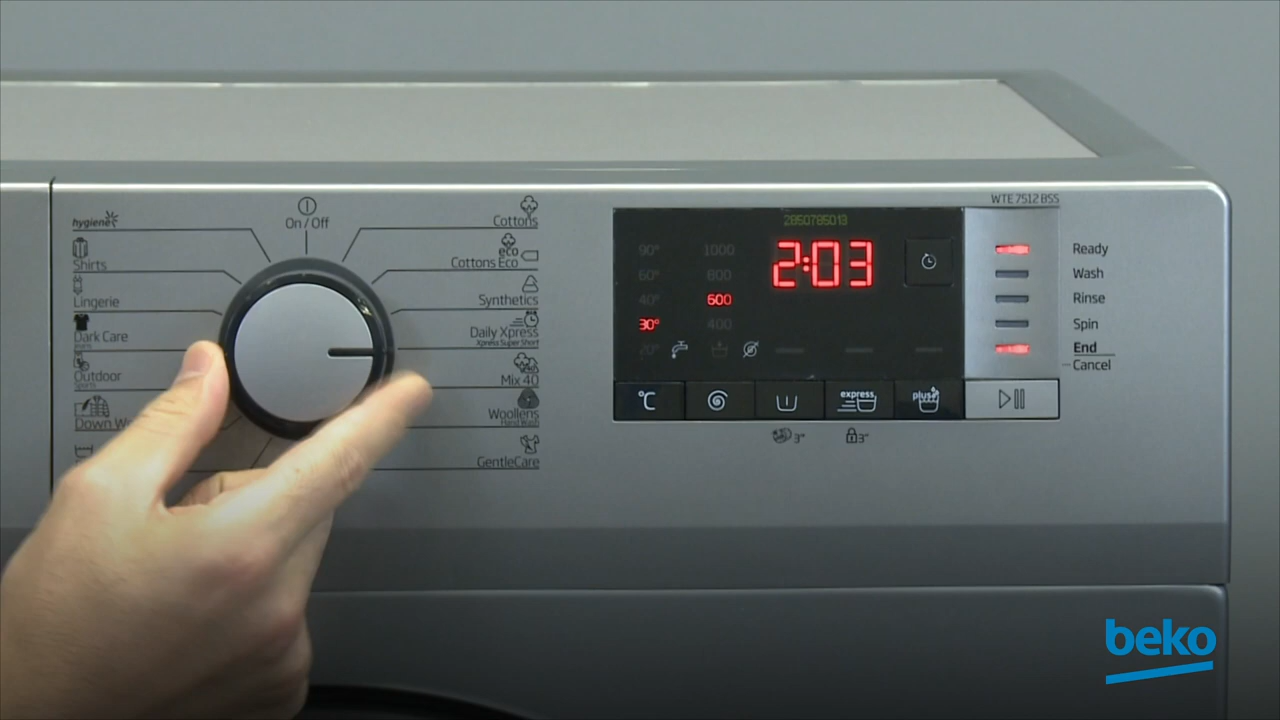 hygiene
On/Off
Cottons
Shirts
eco
Cottons Eco
Lingerie
Synthetics
Dark Care
Daily Xpress
Xpress Super Short
Outdoor
Sports
Mix 40
Down We
Woollens
Hand Wash
GentleCare
WTE 7512 BSS
2850785013
90° 1000 2:03
60° 800
40° 600
30° 400
20°
°C
express
plus+
3"
3"
Ready
Wash
Rinse
Spin
End
Cancel
beko